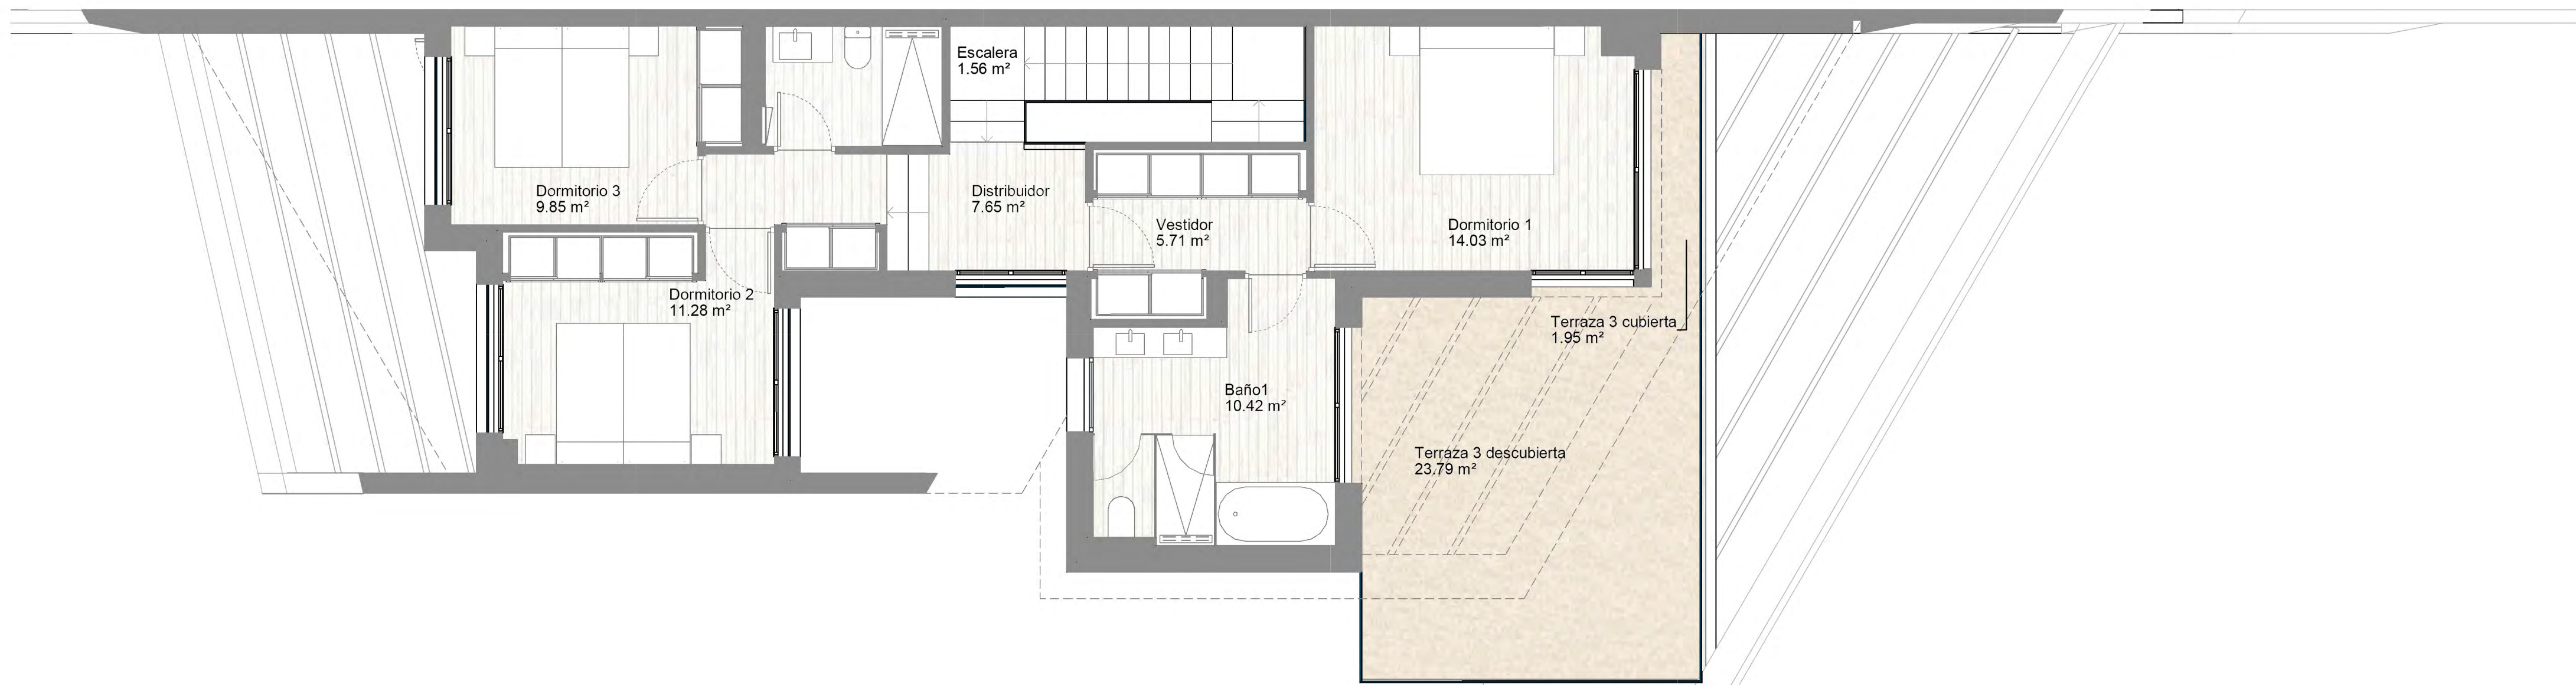 Escalera
1.56 m²
Dormitorio 3
9.85 m²
Distribuidor
7.65 m²
Vestidor
5.71 m²
Dormitorio 1
14.03 m²
Dormitorio 2
11.28 m²
Terraza 3 cubierta
1.95 m²
Baño1
10.42 m²
Terraza 3 descubierta
23.79 m²